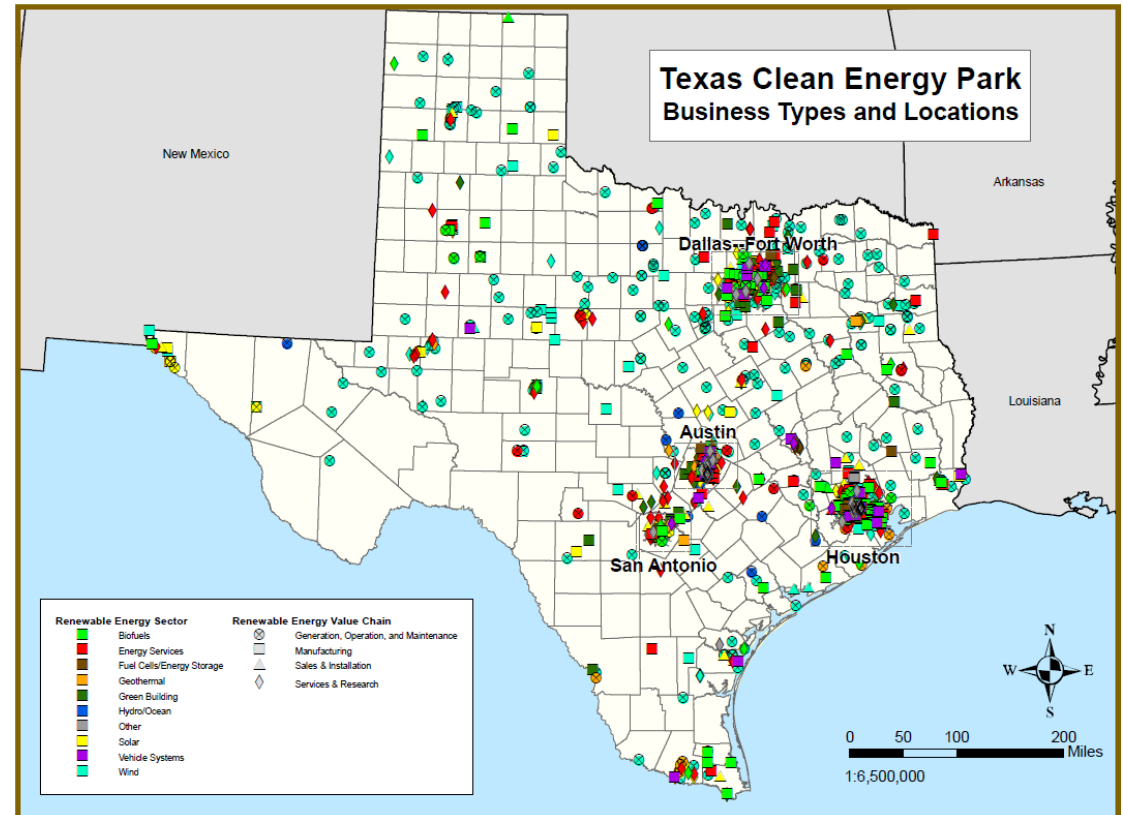 Texas Clean Energy Park
Business Types and Locations
New Mexico
Arkansas
Dallas--Fort Worth
Louisiana
Austin
San Antonio
Houston
Renewable Energy Sector
Biofuels
Energy Services
Fuel Cells/Energy Storage
Geothermal
Green Building
Hydro/Ocean
Other
Solar
Vehicle Systems
Wind
Renewable Energy Value Chain
Generation, Operation, and Maintenance
Manufacturing
Sales & Installation
Services & Research
N
W E
S
0 50 100 200
Miles
1:6,500,000